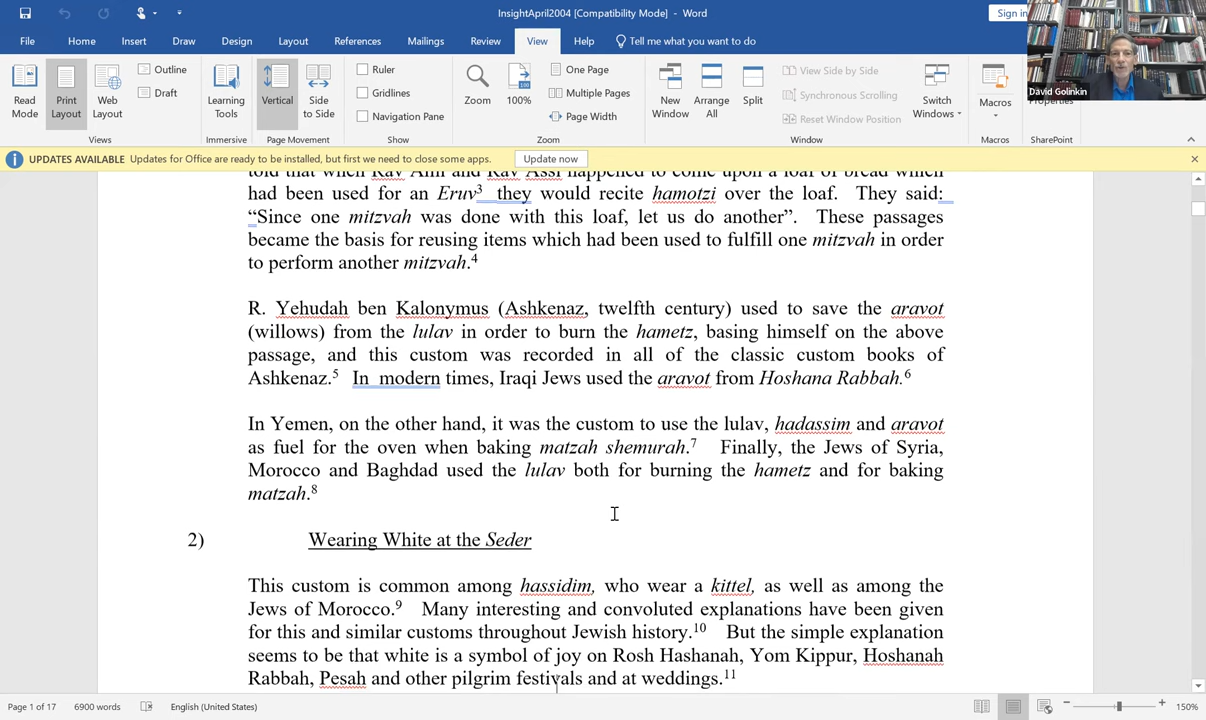 InsightApril2004 [Compatibility Mode] - Word
Sign in
File Home Insert Draw Design Layout References Mailings Review View Help Tell me what you want to do
David Golinkin
Read Mode
Print Layout
Web Layout
Outline
Draft
Views
Learning Tools
Immersive
Vertical
Side to Side
Page Movement
Ruler
Gridlines
Navigation Pane
Show
Zoom
100%
One Page
Multiple Pages
Page Width
Zoom
New Window
Arrange All
Split
View Side by Side
Synchronous Scrolling
Reset Window Position
Switch Windows
Window
Macros
Macros
Properties
SharePoint
UPDATES AVAILABLE Updates for Office are ready to be installed, but first we need to close some apps. Update now
told that when Rav Ami and Rav Assi happened to come upon a loaf of bread which
had been used for an Eruv3 they would recite hamotzi over the loaf. They said:
“Since one mitzvah was done with this loaf, let us do another”. These passages
became the basis for reusing items which had been used to fulfill one mitzvah in order
to perform another mitzvah.4
R. Yehudah ben Kalonymus (Ashkenaz, twelfth century) used to save the aravot
(willows) from the lulav in order to burn the hametz, basing himself on the above
passage, and this custom was recorded in all of the classic custom books of
Ashkenaz.5 In modern times, Iraqi Jews used the aravot from Hoshana Rabbah.6
In Yemen, on the other hand, it was the custom to use the lulav, hadassim and aravot
as fuel for the oven when baking matzah shemurah.7 Finally, the Jews of Syria,
Morocco and Baghdad used the lulav both for burning the hametz and for baking
matzah.8
2) Wearing White at the Seder
This custom is common among hassidim, who wear a kittel, as well as among the
Jews of Morocco.9 Many interesting and convoluted explanations have been given
for this and similar customs throughout Jewish history.10 But the simple explanation
seems to be that white is a symbol of joy on Rosh Hashanah, Yom Kippur, Hoshanah
Rabbah, Pesah and other pilgrim festivals and at weddings.11
Page 1 of 17 6900 words English (United States) 150%